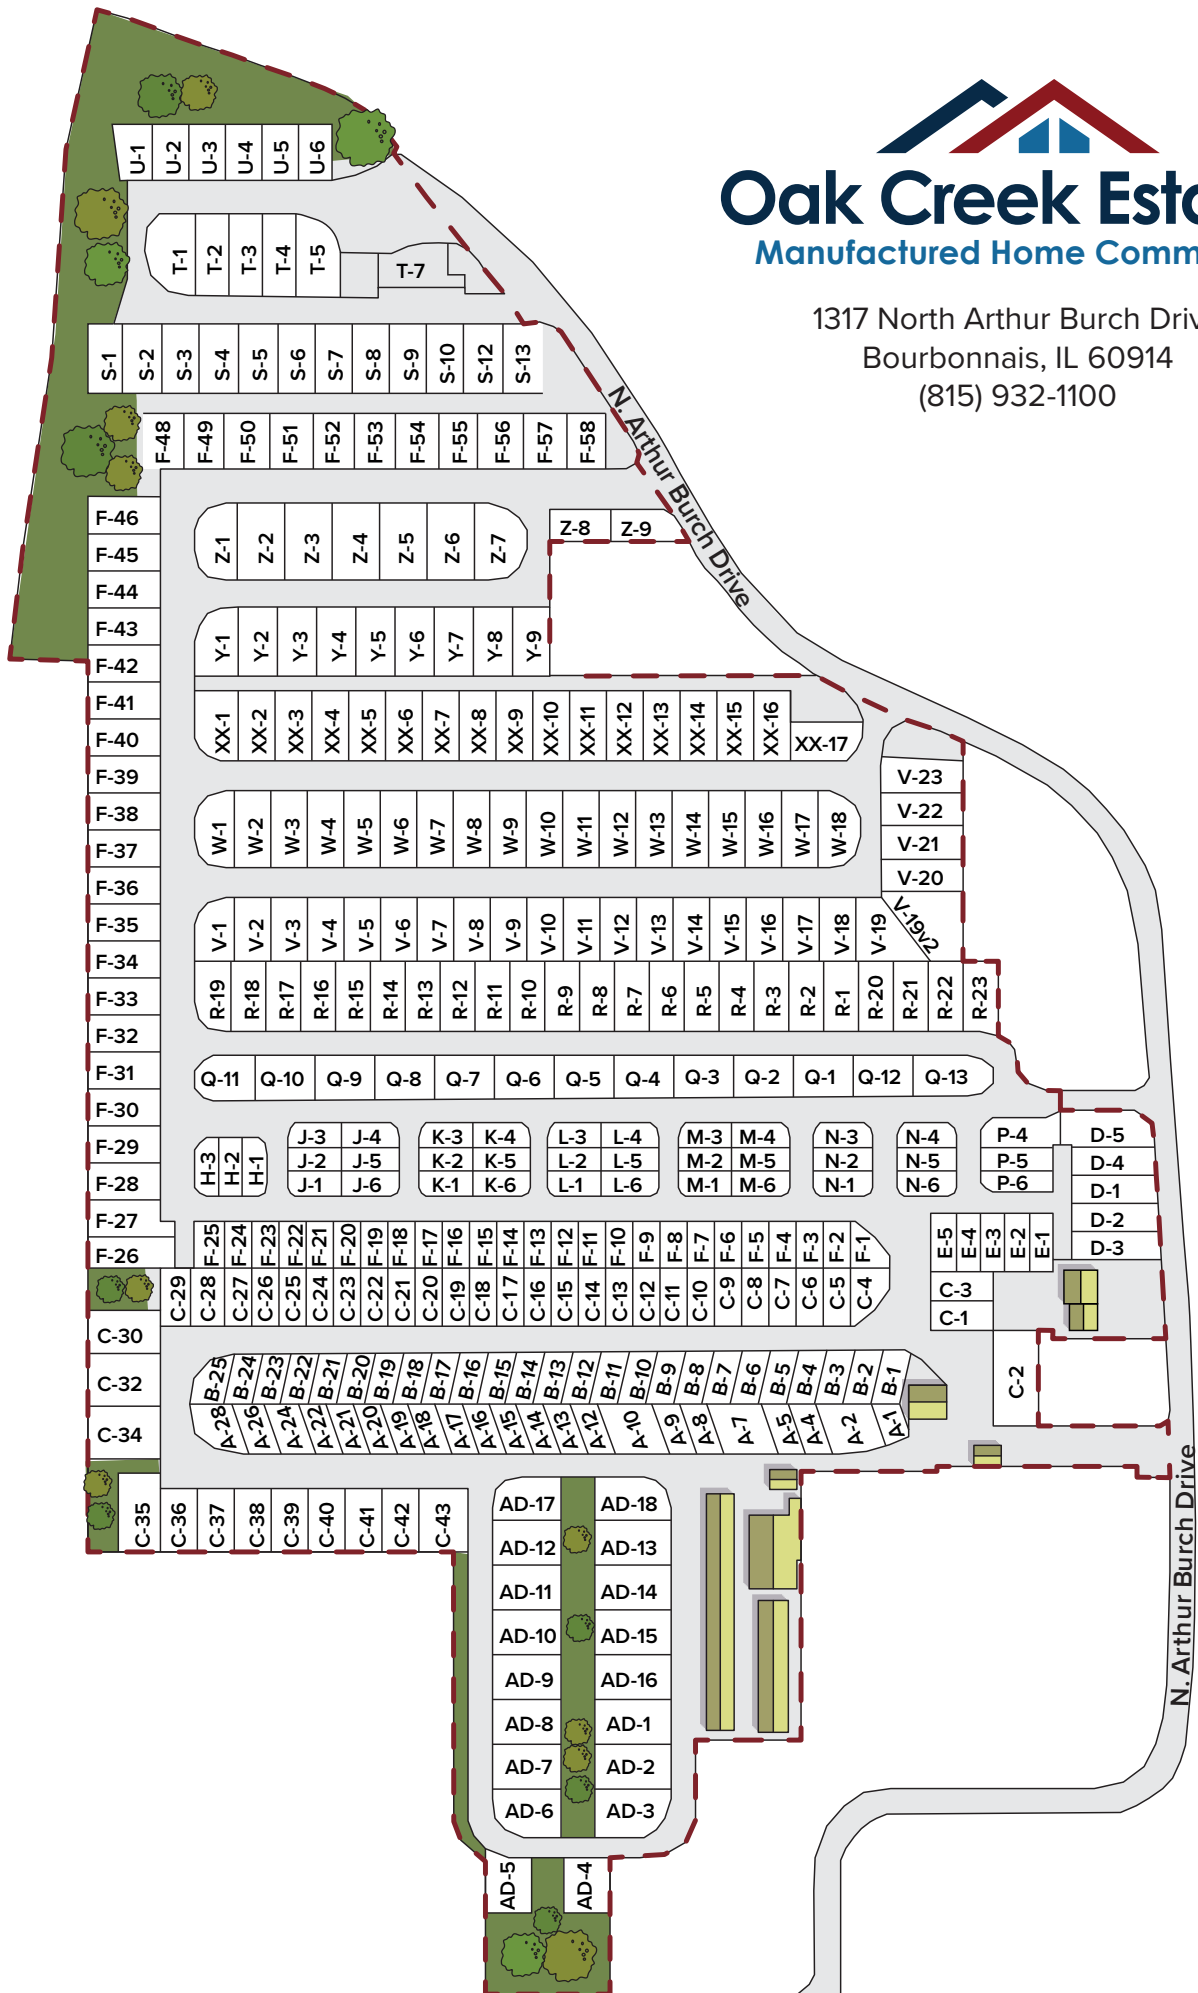 Oak Creek Esta
Manufactured Home Comm
1317 North Arthur Burch Driv
Bourbonnais, IL 60914
(815) 932-1100
U-1 U-2 U-3 U-4 U-5 U-6
T-1 T-2 T-3 T-4 T-5 T-7
S-1 S-2 S-3 S-4 S-5 S-6 S-7 S-8 S-9 S-10 S-12 S-13
N. Arthur Burch Drive
F-48 F-49 F-50 F-51 F-52 F-53 F-54 F-55 F-56 F-57 F-58
F-46
F-45
F-44
F-43
F-42
F-41
F-40
F-39
F-38
F-37
F-36
F-35
F-34
F-33
F-32
F-31
F-30
F-29
F-28
F-27
F-26
Z-1 Z-2 Z-3 Z-4 Z-5 Z-6 Z-7 Z-8 Z-9
Y-1 Y-2 Y-3 Y-4 Y-5 Y-6 Y-7 Y-8 Y-9
XX-1 XX-2 XX-3 XX-4 XX-5 XX-6 XX-7 XX-8 XX-9 XX-10 XX-11 XX-12 XX-13 XX-14 XX-15 XX-16 XX-17
V-23
V-22
V-21
V-20
W-1 W-2 W-3 W-4 W-5 W-6 W-7 W-8 W-9 W-10 W-11 W-12 W-13 W-14 W-15 W-16 W-17 W-18
V-1 V-2 V-3 V-4 V-5 V-6 V-7 V-8 V-9 V-10 V-11 V-12 V-13 V-14 V-15 V-16 V-17 V-18 V-19 V-19v2
R-19 R-18 R-17 R-16 R-15 R-14 R-13 R-12 R-11 R-10 R-9 R-8 R-7 R-6 R-5 R-4 R-3 R-2 R-1 R-20 R-21 R-22 R-23
Q-11 Q-10 Q-9 Q-8 Q-7 Q-6 Q-5 Q-4 Q-3 Q-2 Q-1 Q-12 Q-13
H-3 H-2 H-1
J-3 J-4 K-3 K-4 L-3 L-4 M-3 M-4 N-3 N-4 P-4 D-5
J-2 J-5 K-2 K-5 L-2 L-5 M-2 M-5 N-2 N-5 P-5 D-4
J-1 J-6 K-1 K-6 L-1 L-6 M-1 M-6 N-1 N-6 P-6 D-1
D-2
D-3
F-25 F-24 F-23 F-22 F-21 F-20 F-19 F-18 F-17 F-16 F-15 F-14 F-13 F-12 F-11 F-10 F-9 F-8 F-7 F-6 F-5 F-4 F-3 F-2 F-1
E-5 E-4 E-3 E-2 E-1
C-29 C-28 C-27 C-26 C-25 C-24 C-23 C-22 C-21 C-20 C-19 C-18 C-17 C-16 C-15 C-14 C-13 C-12 C-11 C-10 C-9 C-8 C-7 C-6 C-5 C-4
C-3
C-1
C-2
C-30
C-32
C-34
B-25 B-24 B-23 B-22 B-21 B-20 B-19 B-18 B-17 B-16 B-15 B-14 B-13 B-12 B-11 B-10 B-9 B-8 B-7 B-6 B-5 B-4 B-3 B-2 B-1
A-28 A-26 A-24 A-22 A-21 A-20 A-19 A-18 A-17 A-16 A-15 A-14 A-13 A-12 A-10 A-9 A-8 A-7 A-5 A-4 A-2 A-1
C-35 C-36 C-37 C-38 C-39 C-40 C-41 C-42 C-43
AD-17 AD-18
AD-12 AD-13
AD-11 AD-14
AD-10 AD-15
AD-9 AD-16
AD-8 AD-1
AD-7 AD-2
AD-6 AD-3
AD-5 AD-4
N. Arthur Burch Drive